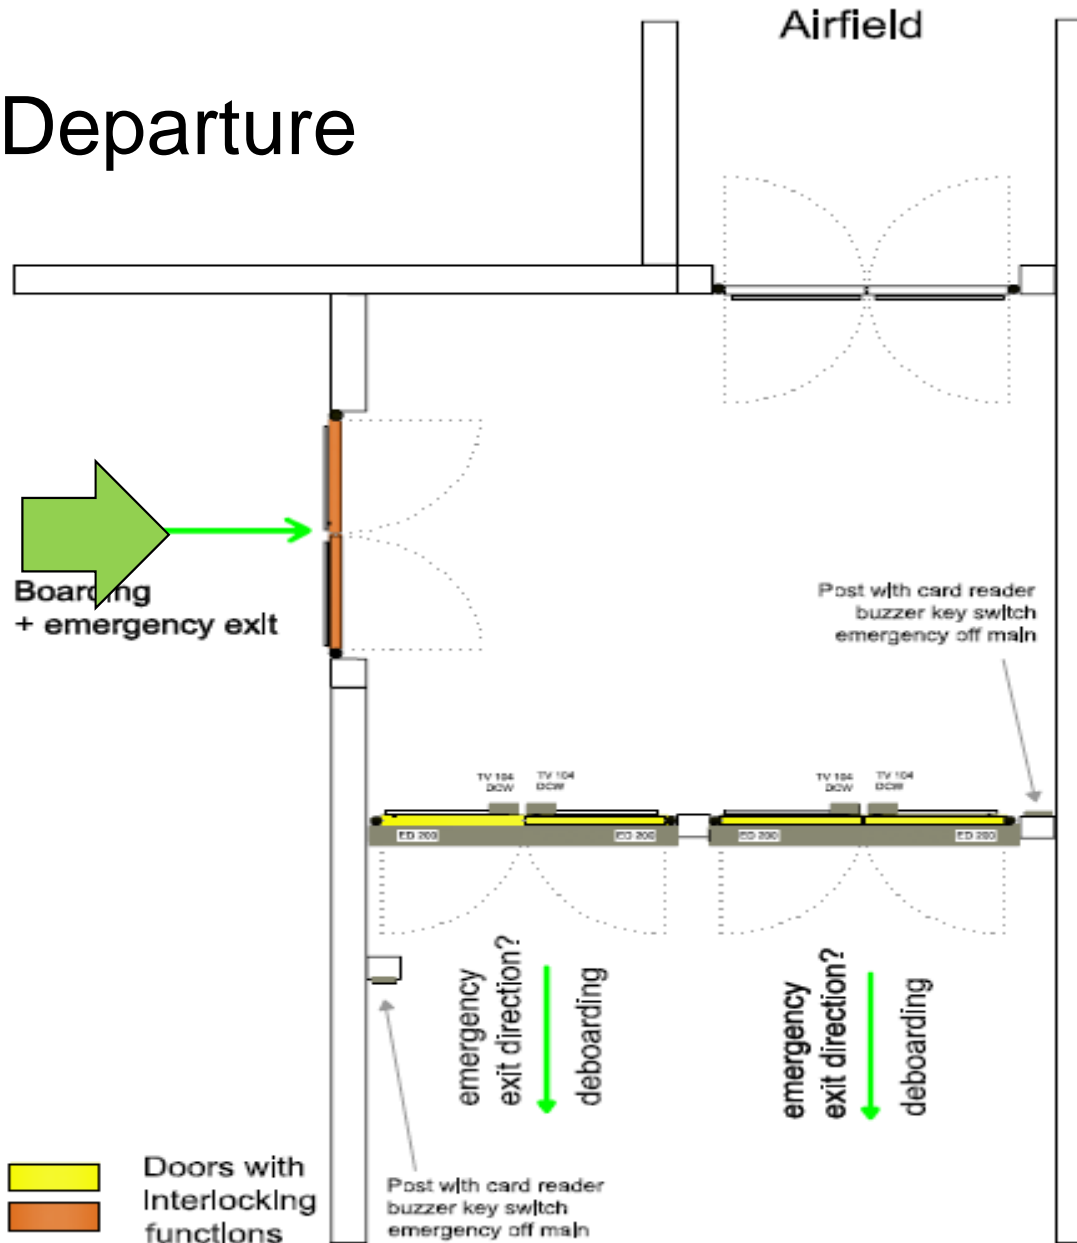 Airfield
Departure
Boarding
+ emergency exit
Post with card reader
buzzer key switch
emergency off main
TV 104
DCW
TV 104
DCW
TV 104
DCW
TV 104
DCW
ED 200
ED 200
ED 200
ED 200
emergency
exit direction?
deboarding
emergency
exit direction?
deboarding
Doors with
interlocking
functions
Post with card reader
buzzer key switch
emergency off main